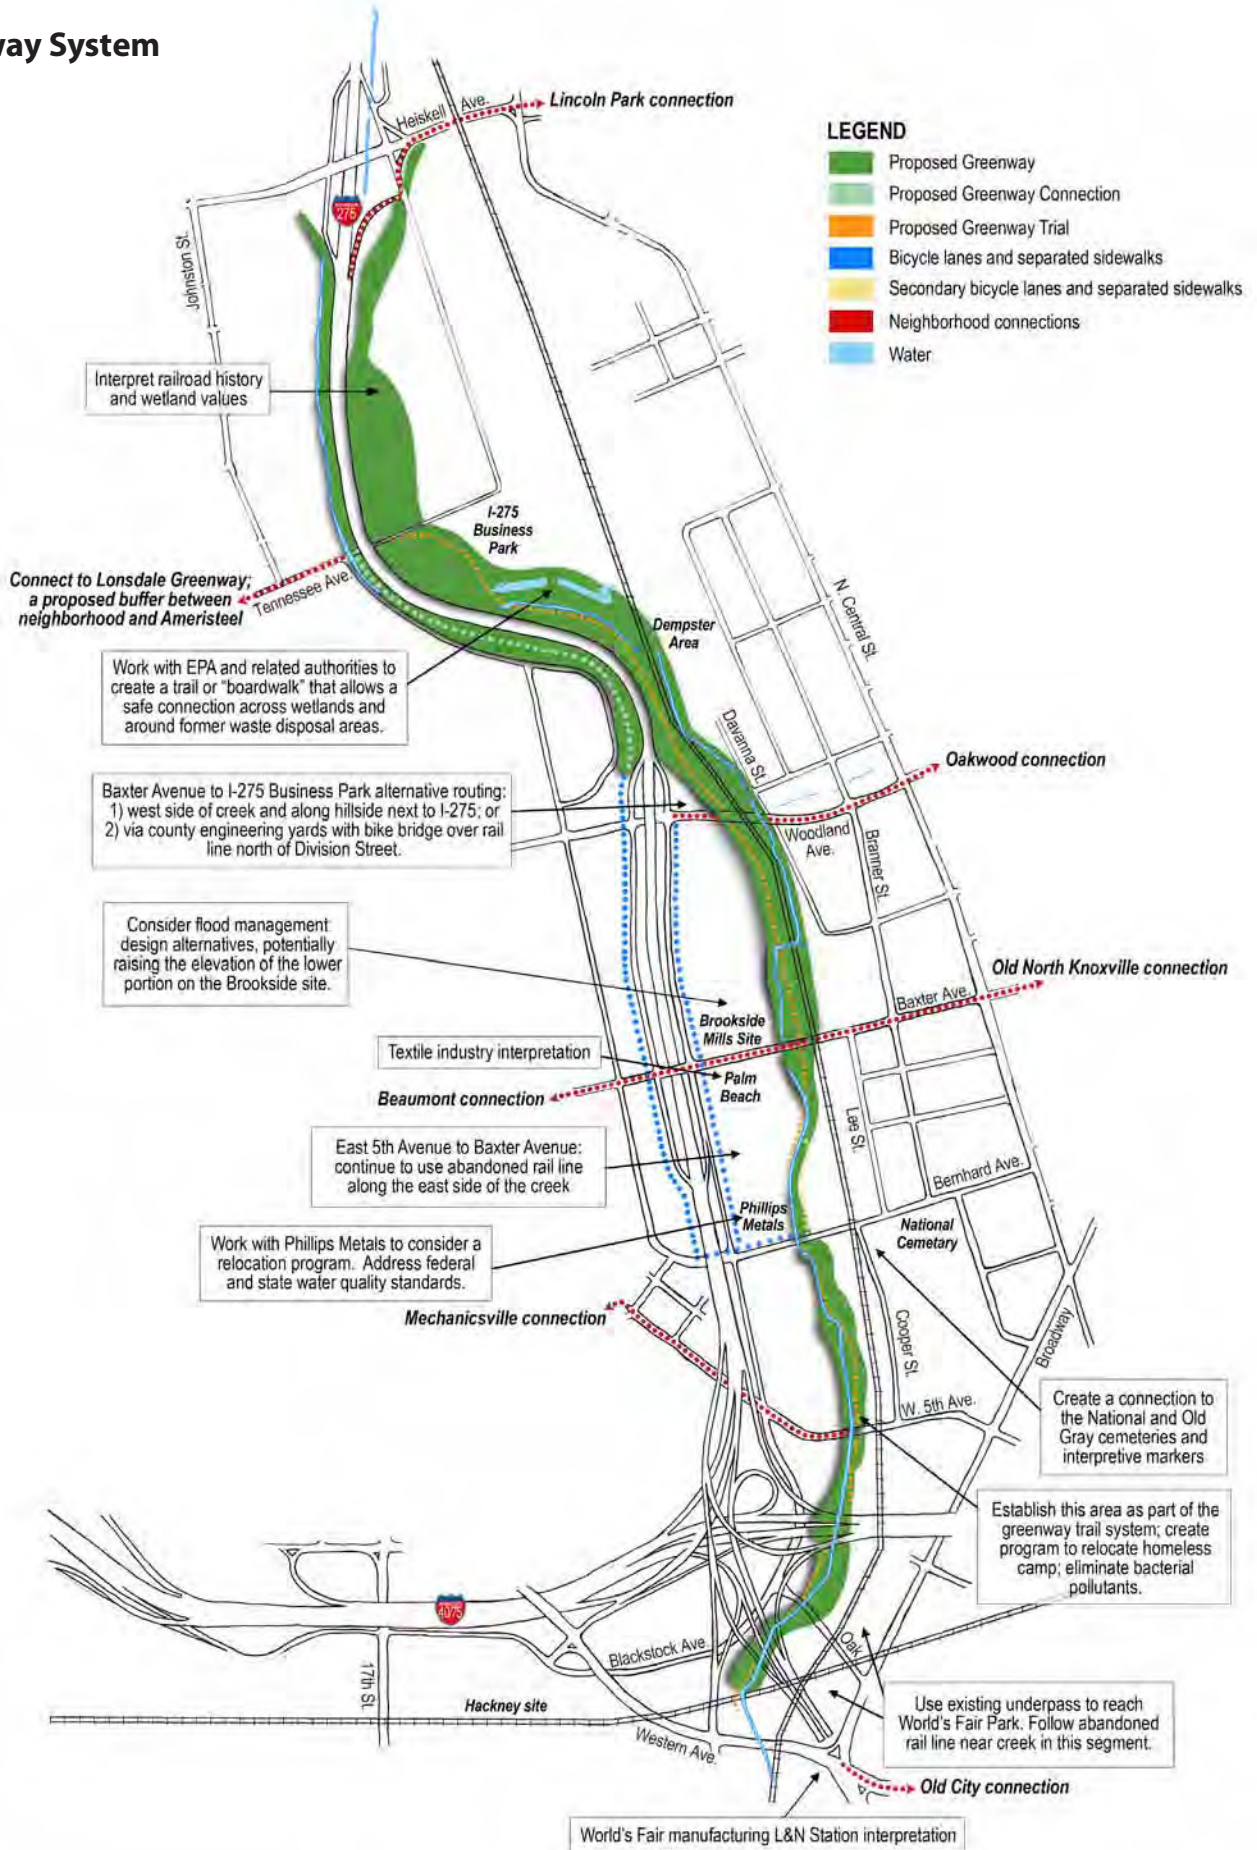 way System
Lincoln Park connection
Heiskell Ave.
LEGEND
Proposed Greenway
Proposed Greenway Connection
Proposed Greenway Trial
Bicycle lanes and separated sidewalks
Secondary bicycle lanes and separated sidewalks
Neighborhood connections
Water
275
Johnston St.
Interpret railroad history
and wetland values
I-275
Business
Park
Connect to Lonsdale Greenway;
a proposed buffer between
neighborhood and Ameristeel
Tennessee Ave.
N. Central St.
Dempster
Area
Work with EPA and related authorities to
create a trail or "boardwalk" that allows a
safe connection across wetlands and
around former waste disposal areas.
Davanna St.
Oakwood connection
Baxter Avenue to I-275 Business Park alternative routing:
1) west side of creek and along hillside next to I-275; or
2) via county engineering yards with bike bridge over rail
line north of Division Street.
Woodland
Ave.
Branner St.
Consider flood management
design alternatives, potentially
raising the elevation of the lower
portion on the Brookside site.
Old North Knoxville connection
Baxter Ave.
Brookside
Mills Site
Textile industry interpretation
Palm
Beach
Beaumont connection
Lee St.
East 5th Avenue to Baxter Avenue:
continue to use abandoned rail line
along the east side of the creek
Bernhard Ave.
Phillips
Metals
National
Cemetary
Work with Phillips Metals to consider a
relocation program. Address federal
and state water quality standards.
Mechanicsville connection
Cooper St.
Broadway
W. 5th Ave.
Create a connection to
the National and Old
Gray cemeteries and
interpretive markers
Establish this area as part of the
greenway trail system; create
program to relocate homeless
camp; eliminate bacterial
pollutants.
40/75
Blackstock Ave.
Oak
17th St.
Hackney site
Western Ave.
Use existing underpass to reach
World's Fair Park. Follow abandoned
rail line near creek in this segment.
Old City connection
World's Fair manufacturing L&N Station interpretation